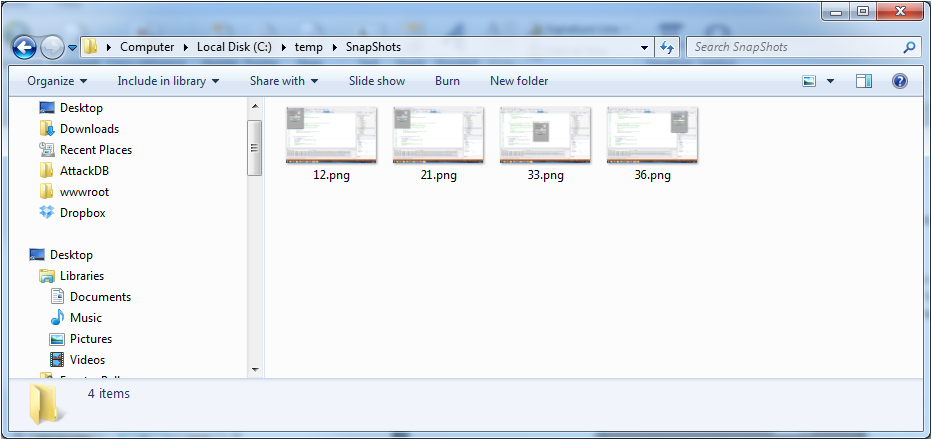 Computer Local Disk (C:) temp SnapShots
Search SnapShots
Organize Include in library Share with Slide show Burn New folder
Desktop
Downloads
Recent Places
AttackDB
wwwroot
Dropbox
Desktop
Libraries
Documents
Music
Pictures
Videos
12.png 21.png 33.png 36.png
4 items